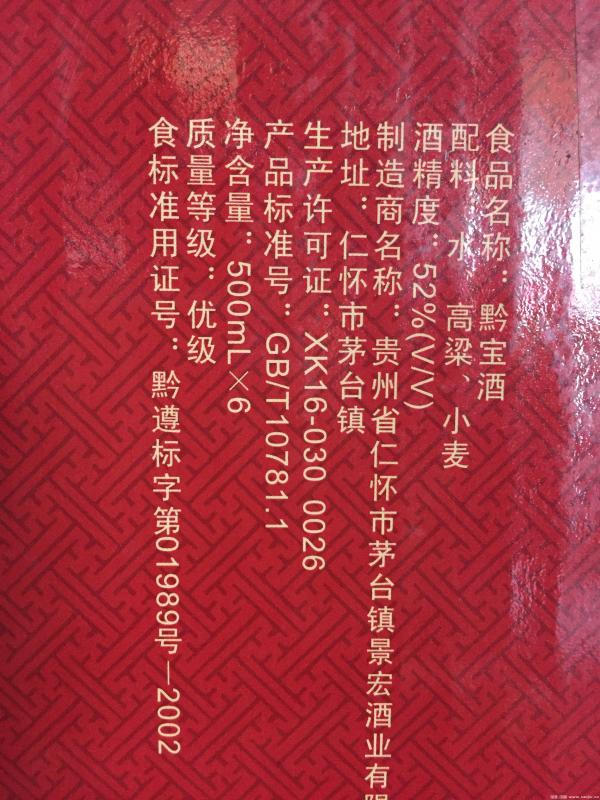 食品名称：黔宝酒
配料 水 高粱、小麦
酒精度：52%(V/V)
制造商名称：贵州省仁怀市茅台镇景宏酒业有限
地址：仁怀市茅台镇
生产许可证：XK16-030 0026
产品标准号：GB/T10781.1
净含量：500mL×6
质量等级：优级
食标准用证号：黔遵标字第01989号—2002